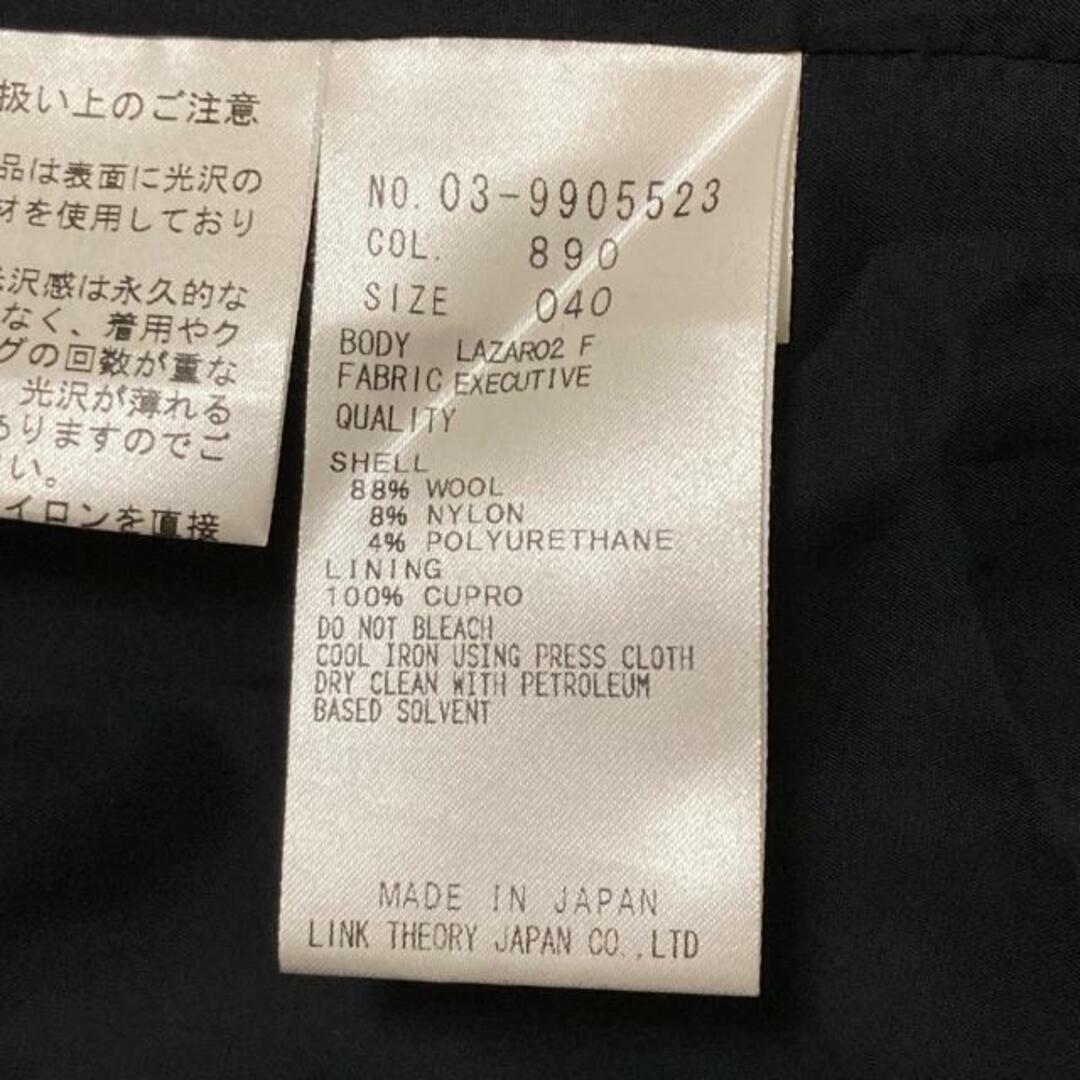 扱い上のご注意
品は表面に光沢の
材を使用しており
沢感は永久的な
なく、着用やク
グの回数が重な
光沢が薄れる
ありますのでご
い。
イロンを直接
NO. 03-9905523
COL. 890
SIZE 040
BODY LAZARO2 F
FABRIC EXECUTIVE
QUALITY
SHELL
88% WOOL
8% NYLON
4% POLYURETHANE
LINING
100% CUPRO
DO NOT BLEACH
COOL IRON USING PRESS CLOTH
DRY CLEAN WITH PETROLEUM
BASED SOLVENT
MADE IN JAPAN
LINK THEORY JAPAN CO.,LTD